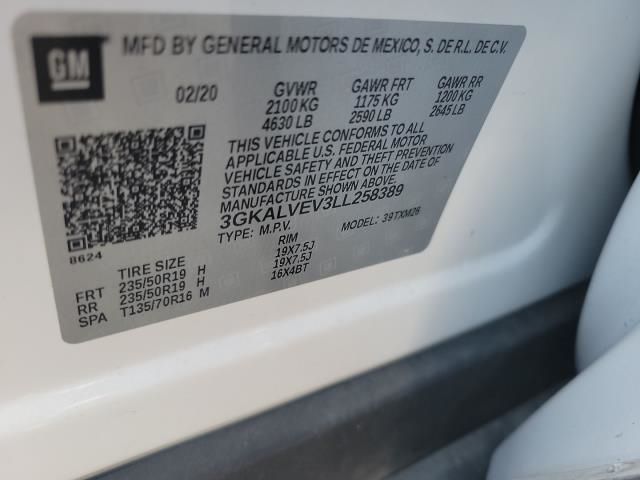 GM
MFD BY GENERAL MOTORS DE MEXICO, S. DE R.L. DE C.V.
02/20 GVWR GAWR FRT GAWR RR
2100 KG 1175 KG 1200 KG
4630 LB 2590 LB 2645 LB
THIS VEHICLE CONFORMS TO ALL
APPLICABLE U.S. FEDERAL MOTOR
VEHICLE SAFETY AND THEFT PREVENTION
STANDARDS IN EFFECT ON THE DATE OF
MANUFACTURE SHOWN ABOVE.
3GKALVEV3LL258389
TYPE: M.P.V. 39TXM26
8624
TIRE SIZE RIM
FRT 235/50R19 H 19X7.5J
RR 235/50R19 H 19X7.5J
SPA T135/70R16 M 16X4BT